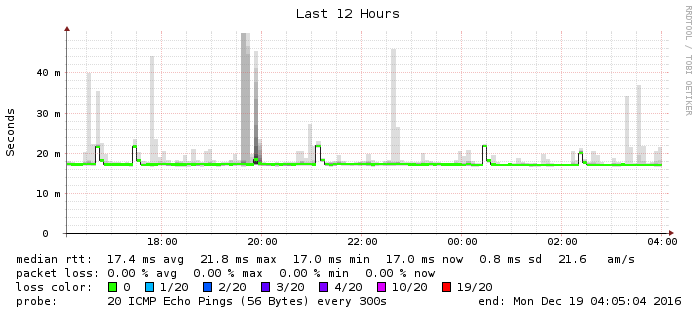 Last 12 Hours
RRDTOOL / TOBI OETIKER
Seconds
40 m
30 m
20 m
10 m
0
18:00 20:00 22:00 00:00 02:00 04:00
median rtt: 17.4 ms avg 21.8 ms max 17.0 ms min 17.0 ms now 0.8 ms sd 21.6 am/s
packet loss: 0.00 % avg 0.00 % max 0.00 % min 0.00 % now
loss color: 0 1/20 2/20 3/20 4/20 10/20 19/20
probe: 20 ICMP Echo Pings (56 Bytes) every 300s end: Mon Dec 19 04:05:04 2016